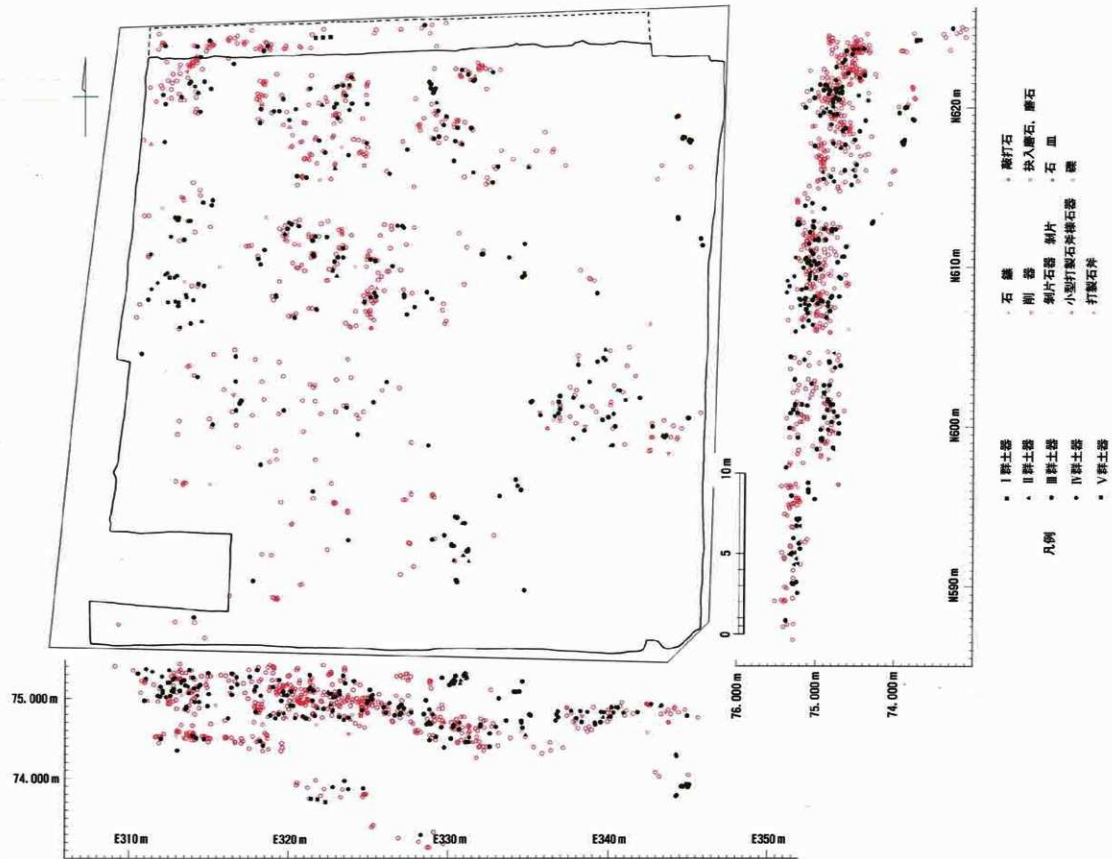 N620m
N610m
N600m
N590m
76.000m
75.000m
74.000m
10m
5
0
75.000m
74.000m
E310m
E320m
E330m
E340m
E350m
凡例
I群土器
II群土器
III群土器
IV群土器
V群土器
石鏃
削器
剝片石器 剝片
小型打製石斧様石器
打製石斧
敲打石
抉入磨石、磨石
石皿
礫